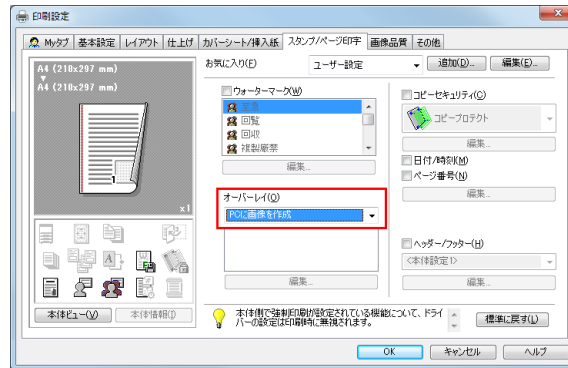 印刷設定
Myタブ 基本設定 レイアウト 仕上げ カバーシート/挿入紙 スタンプ/ページ印字 画像品質 その他
A4 (210x297 mm)
A4 (210x297 mm)
1
x1
本体ビュー(V) 本体情報(I)
お気に入り(F) ユーザー設定 追加(D)... 編集(E)...
ウォーターマーク(W)
回覧
回収
複製厳禁
編集...
オーバーレイ(O)
PCに画像を作成
編集...
コピーセキュリティ(C)
コピープロテクト
編集...
日付/時刻(M)
ページ番号(N)
編集...
ヘッダー/フッター(H)
<本体設定1>
編集...
本体側で強制印刷が設定されている機能について、ドライ
バーの設定は印刷時に無視されます。
標準に戻す(L)
OK キャンセル ヘルプ